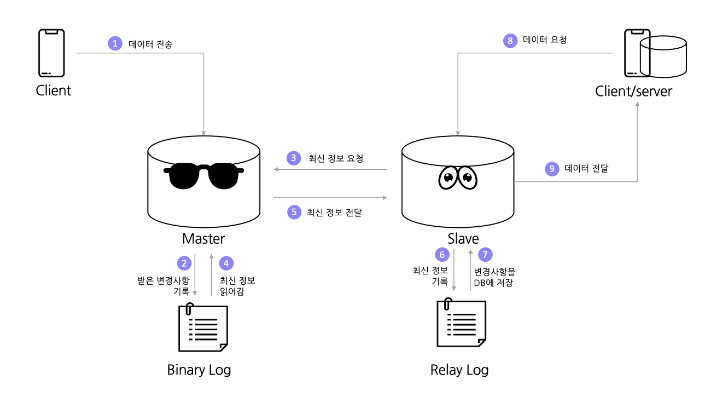 1 데이터 전송
8 데이터 요청
Client
Client/server
3 최신 정보 요청
9 데이터 전달
5 최신 정보 전달
Master
Slave
2
받은 변경사항
기록
4
최신 정보
읽어감
6
최신 정보
기록
7
변경사항을
DB에 저장
Binary Log
Relay Log